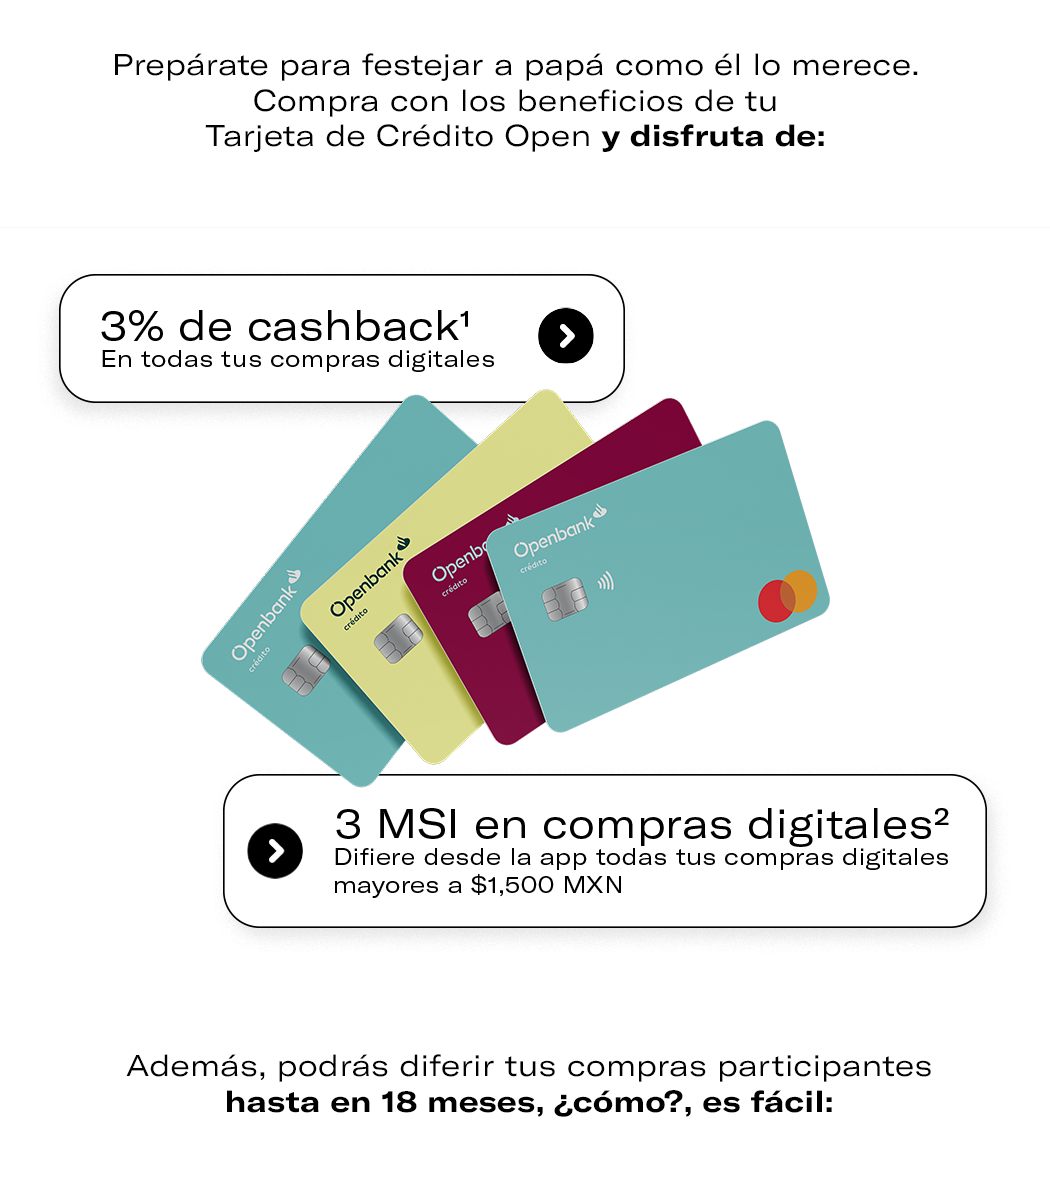 Prepárate para festejar a papá como él lo merece.
Compra con los beneficios de tu
Tarjeta de Crédito Open y disfruta de:
3% de cashback¹
En todas tus compras digitales
Openbank
crédito
Openbank
crédito
Openb
crédito
Openbank
crédito
3 MSI en compras digitales²
Difiere desde la app todas tus compras digitales
mayores a $1,500 MXN
Además, podrás diferir tus compras participantes
hasta en 18 meses, ¿cómo?, es fácil: